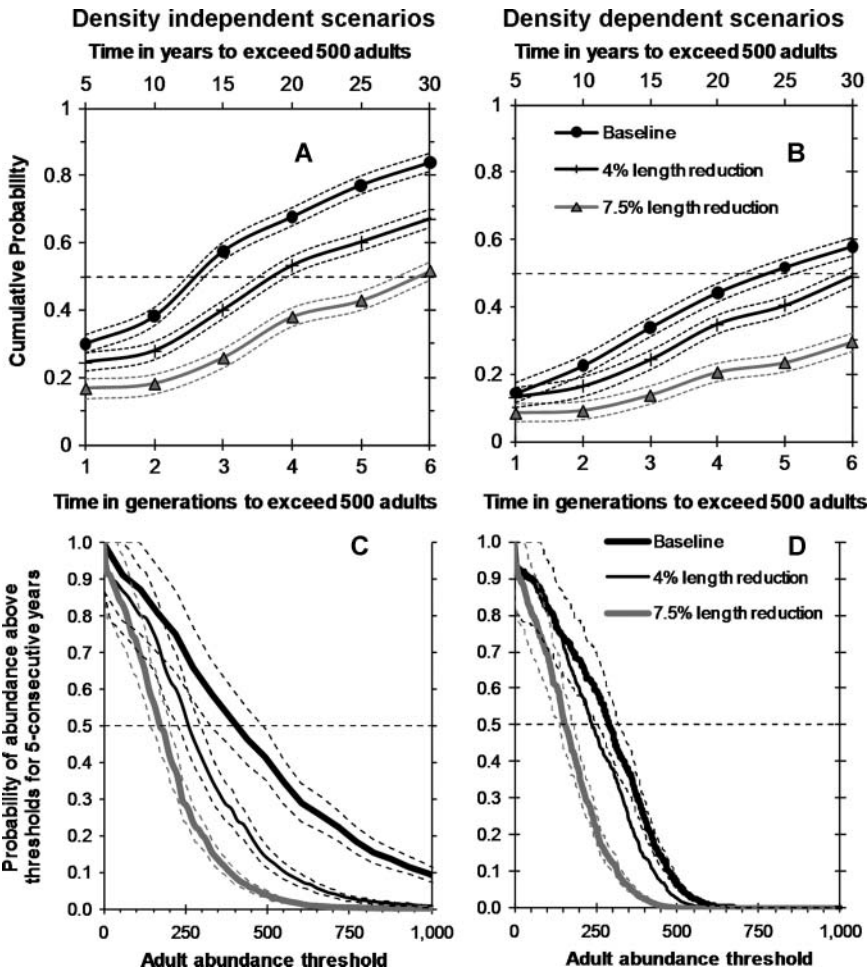 Density independent scenarios
Time in years to exceed 500 adults
5 10 15 20 25 30
1
0.8
0.6
0.4
0.2
0
A
Cumulative Probability
1 2 3 4 5 6
Time in generations to exceed 500 adults
Density dependent scenarios
Time in years to exceed 500 adults
5 10 15 20 25 30
1
0.8
0.6
0.4
0.2
0
Baseline
4% length reduction
7.5% length reduction
B
1 2 3 4 5 6
Time in generations to exceed 500 adults
1.0
0.9
0.8
0.7
0.6
0.5
0.4
0.3
0.2
0.1
0.0
C
Probability of abundance above
thresholds for 5-consecutive years
0 250 500 750 1,000
Adult abundance threshold
1.0
0.9
0.8
0.7
0.6
0.5
0.4
0.3
0.2
0.1
0.0
Baseline
4% length reduction
7.5% length reduction
D
0 250 500 750 1,000
Adult abundance threshold